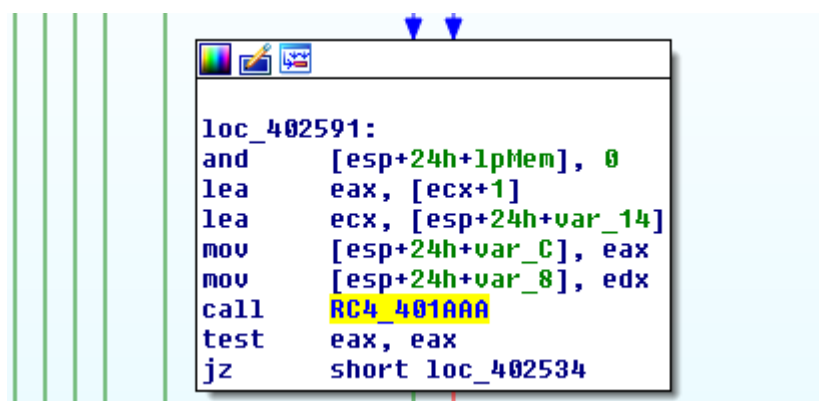 loc_402591:
and [esp+24h+lpMem], 0
lea eax, [ecx+1]
lea ecx, [esp+24h+var_14]
mov [esp+24h+var_C], eax
mov [esp+24h+var_8], edx
call RC4_401AAA
test eax, eax
jz short loc_402534